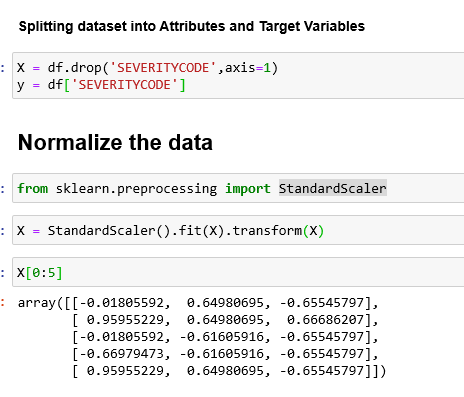 Splitting dataset into Attributes and Target Variables
: X = df.drop('SEVERITYCODE',axis=1)
y = df['SEVERITYCODE']
Normalize the data
: from sklearn.preprocessing import StandardScaler
: X = StandardScaler().fit(X).transform(X)
: X[0:5]
: array([[-0.01805592,  0.64980695, -0.65545797],
       [ 0.95955229,  0.64980695,  0.66686207],
       [-0.01805592, -0.61605916, -0.65545797],
       [-0.66979473, -0.61605916, -0.65545797],
       [ 0.95955229,  0.64980695, -0.65545797]])